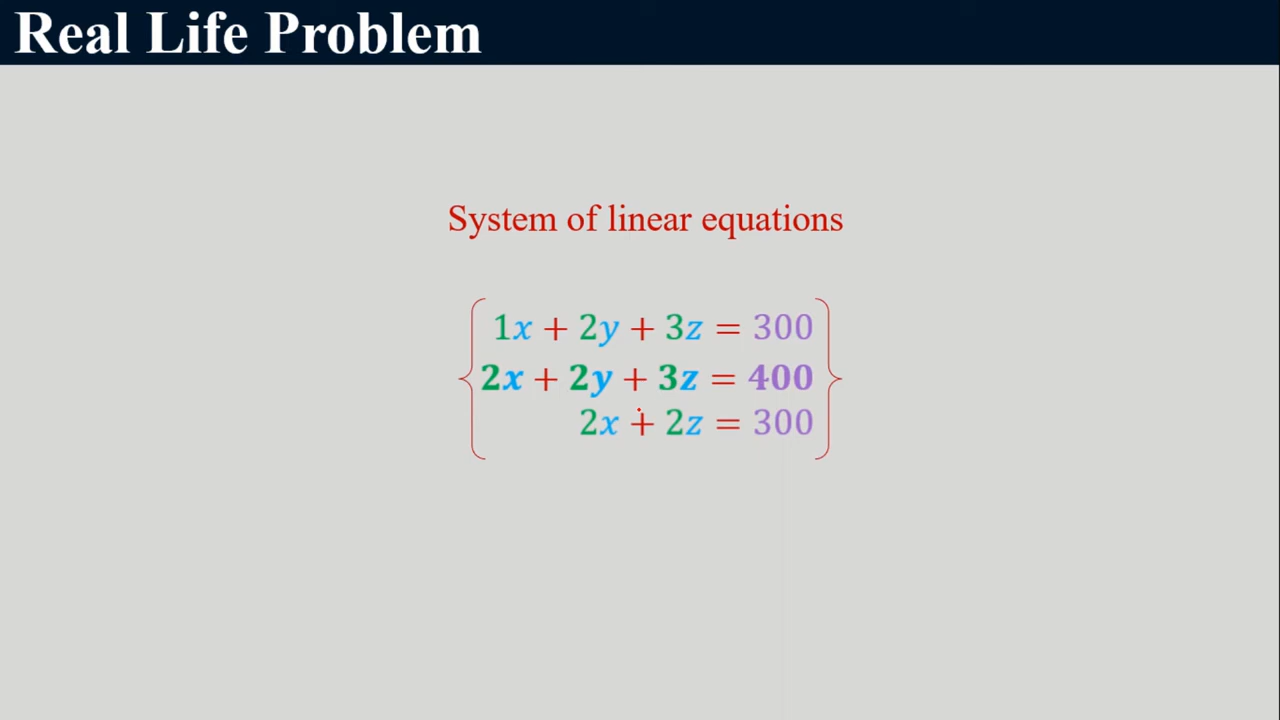 Real Life Problem
System of linear equations
1x + 2y + 3z = 300
2x + 2y + 3z = 400
2x + 2z = 300